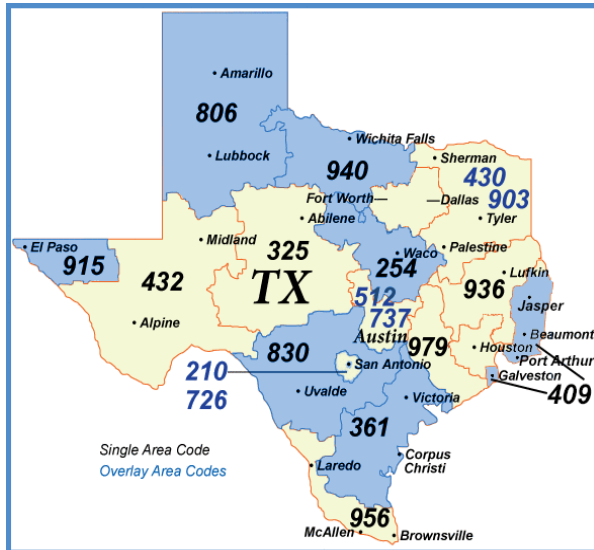 Amarillo
806
Wichita Falls
Lubbock
940
Sherman
430
903
Fort Worth
Dallas
Abilene
Tyler
El Paso
Midland
325
Waco
Palestine
915
432
TX
254
Lufkin
936
512
737
Jasper
Alpine
Austin
979
Beaumont
830
Houston
Port Arthur
210
San Antonio
Galveston
726
Uvalde
Victoria
409
361
Single Area Code
Overlay Area Codes
Laredo
Corpus
Christi
956
McAllen
Brownsville